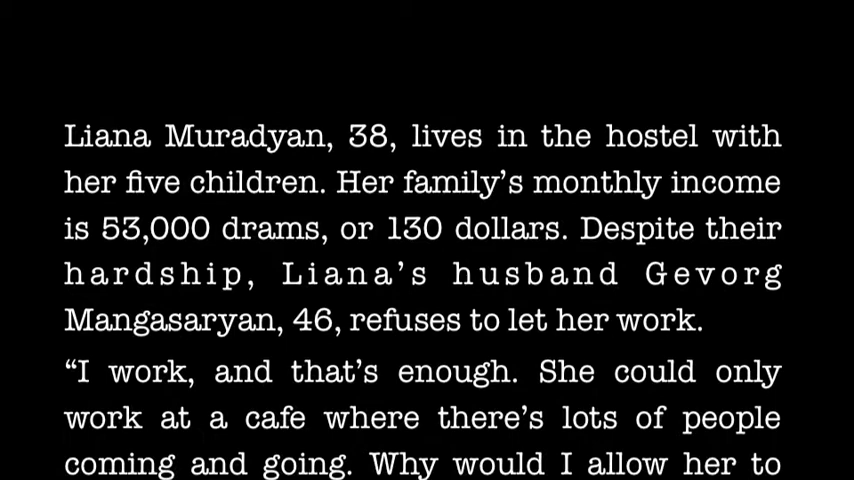 Liana Muradyan, 38, lives in the hostel with
her five children. Her family’s monthly income
is 53,000 drams, or 130 dollars. Despite their
hardship, Liana’s husband Gevorg
Mangasaryan, 46, refuses to let her work.
“I work, and that’s enough. She could only
work at a cafe where there’s lots of people
coming and going. Why would I allow her to